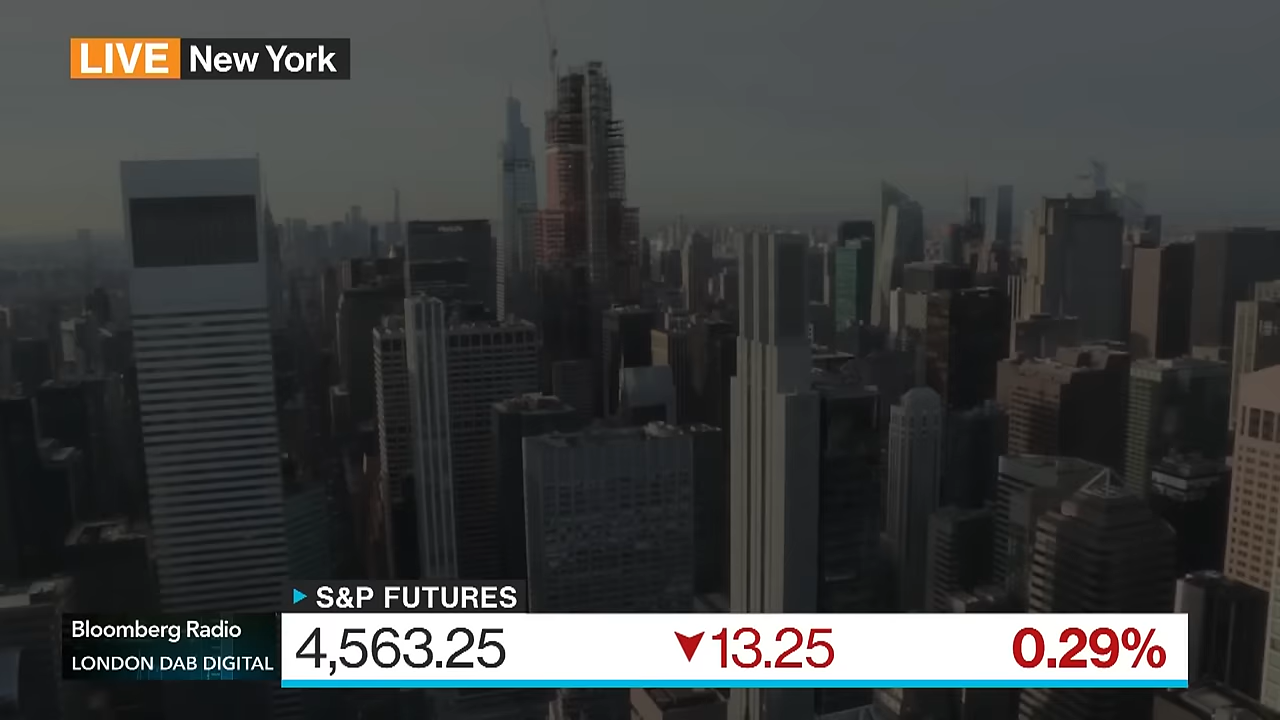 LIVE New York
S&P FUTURES
Bloomberg Radio
LONDON DAB DIGITAL
4,563.25 ▼13.25 0.29%